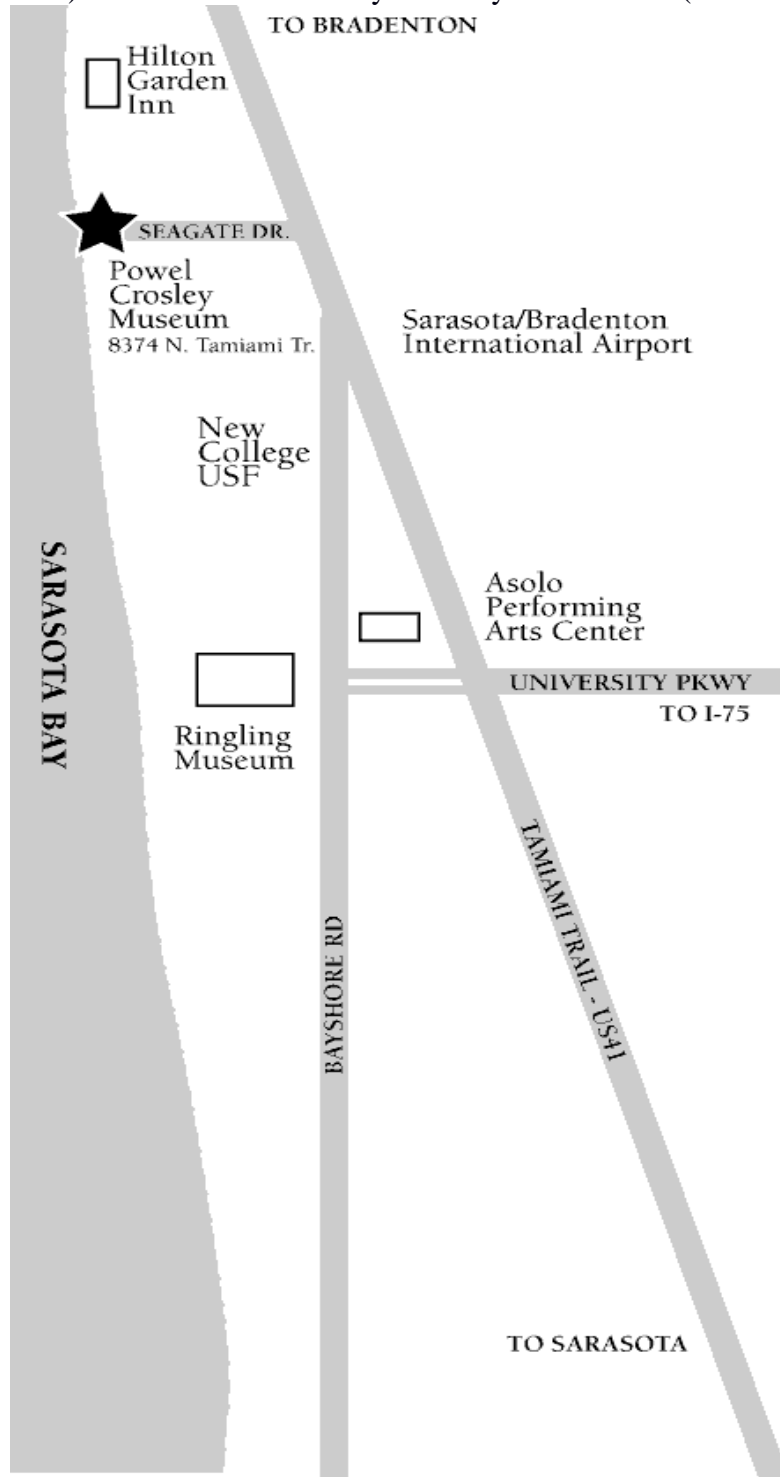 TO BRADENTON
Hilton
Garden
Inn
SEAGATE DR.
Powel
Crosley
Museum
8374 N. Tamiami Tr.
Sarasota/Bradenton
International Airport
New
College
USF
SARASOTA BAY
Asolo
Performing
Arts Center
UNIVERSITY PKWY
TO I-75
Ringling
Museum
TAMIAMI TRAIL - US41
BAYSHORE RD
TO SARASOTA